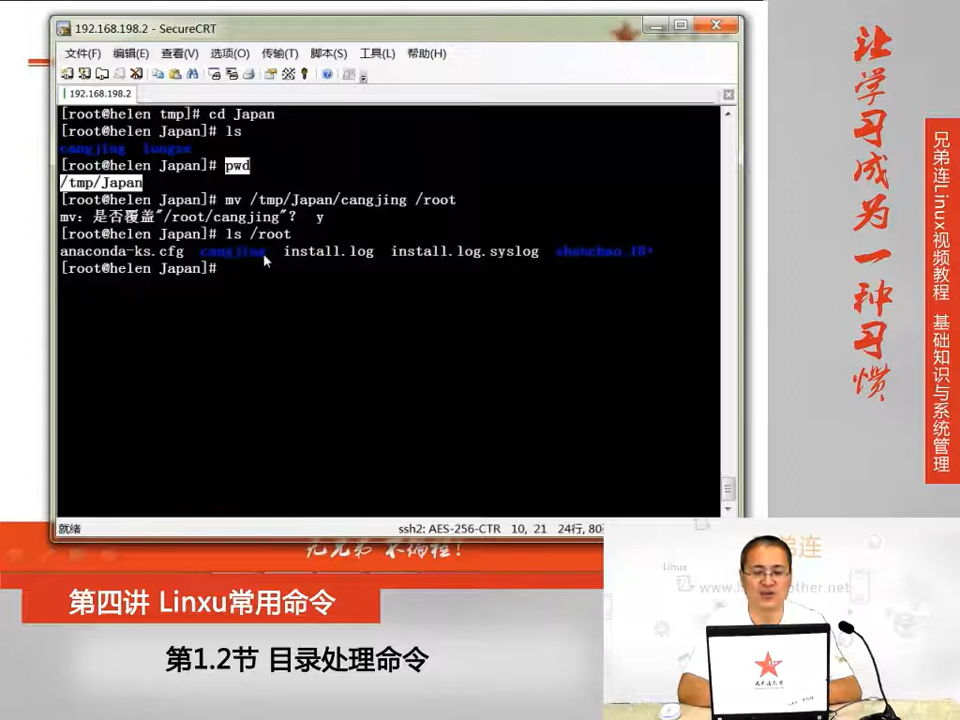 192.168.198.2 - SecureCRT
文件(F) 编辑(E) 查看(V) 选项(O) 传输(T) 脚本(S) 工具(L) 帮助(H)
192.168.198.2
[root@helen tmp]# cd Japan
[root@helen Japan]# ls
cangjing longze
[root@helen Japan]# pwd
/tmp/Japan
[root@helen Japan]# mv /tmp/Japan/cangjing /root
mv：是否覆盖"/root/cangjing"？ y
[root@helen Japan]# ls /root
anaconda-ks.cfg cangjing install.log install.log.syslog
[root@helen Japan]#
就绪 ssh2: AES-256-CTR 10, 21 24行, 80
让学习成为一种习惯
兄弟连Linux视频教程 基础知识与系统管理
第四讲 Linxu常用命令
第1.2节 目录处理命令
Linux
弟连